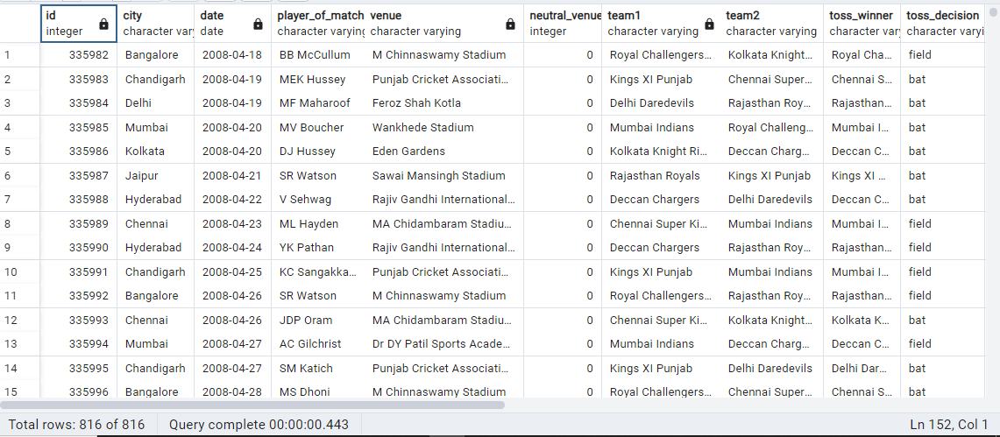 id city date player_of_match venue neutral_venue team1 team2 toss_winner toss_decision
integer character vary date character varying character varying integer character varying character varying character vary character varyi
1 335982 Bangalore 2008-04-18 BB McCullum M Chinnaswamy Stadium 0 Royal Challengers... Kolkata Knight... Royal Cha... field
2 335983 Chandigarh 2008-04-19 MEK Hussey Punjab Cricket Associati... 0 Kings XI Punjab Chennai Super... Chennai S... bat
3 335984 Delhi 2008-04-19 MF Maharoof Feroz Shah Kotla 0 Delhi Daredevils Rajasthan Roy... Rajasthan... bat
4 335985 Mumbai 2008-04-20 MV Boucher Wankhede Stadium 0 Mumbai Indians Royal Challeng... Mumbai I... bat
5 335986 Kolkata 2008-04-20 DJ Hussey Eden Gardens 0 Kolkata Knight Ri... Deccan Charg... Deccan C... bat
6 335987 Jaipur 2008-04-21 SR Watson Sawai Mansingh Stadium 0 Rajasthan Royals Kings XI Punjab Kings XI ... bat
7 335988 Hyderabad 2008-04-22 V Sehwag Rajiv Gandhi International... 0 Deccan Chargers Delhi Daredevils Deccan C... bat
8 335989 Chennai 2008-04-23 ML Hayden MA Chidambaram Stadiu... 0 Chennai Super Ki... Mumbai Indians Mumbai I... field
9 335990 Hyderabad 2008-04-24 YK Pathan Rajiv Gandhi International... 0 Deccan Chargers Rajasthan Roy... Rajasthan... field
10 335991 Chandigarh 2008-04-25 KC Sangakka... Punjab Cricket Associati... 0 Kings XI Punjab Mumbai Indians Mumbai I... field
11 335992 Bangalore 2008-04-26 SR Watson M Chinnaswamy Stadium 0 Royal Challengers... Rajasthan Roy... Rajasthan... field
12 335993 Chennai 2008-04-26 JDP Oram MA Chidambaram Stadiu... 0 Chennai Super Ki... Kolkata Knight... Kolkata K... bat
13 335994 Mumbai 2008-04-27 AC Gilchrist Dr DY Patil Sports Acade... 0 Mumbai Indians Deccan Charg... Deccan C... field
14 335995 Chandigarh 2008-04-27 SM Katich Punjab Cricket Associati... 0 Kings XI Punjab Delhi Daredevils Delhi Dar... bat
15 335996 Bangalore 2008-04-28 MS Dhoni M Chinnaswamy Stadium 0 Royal Challengers... Chennai Super... Chennai S... bat
Total rows: 816 of 816 Query complete 00:00:00.443 Ln 152, Col 1